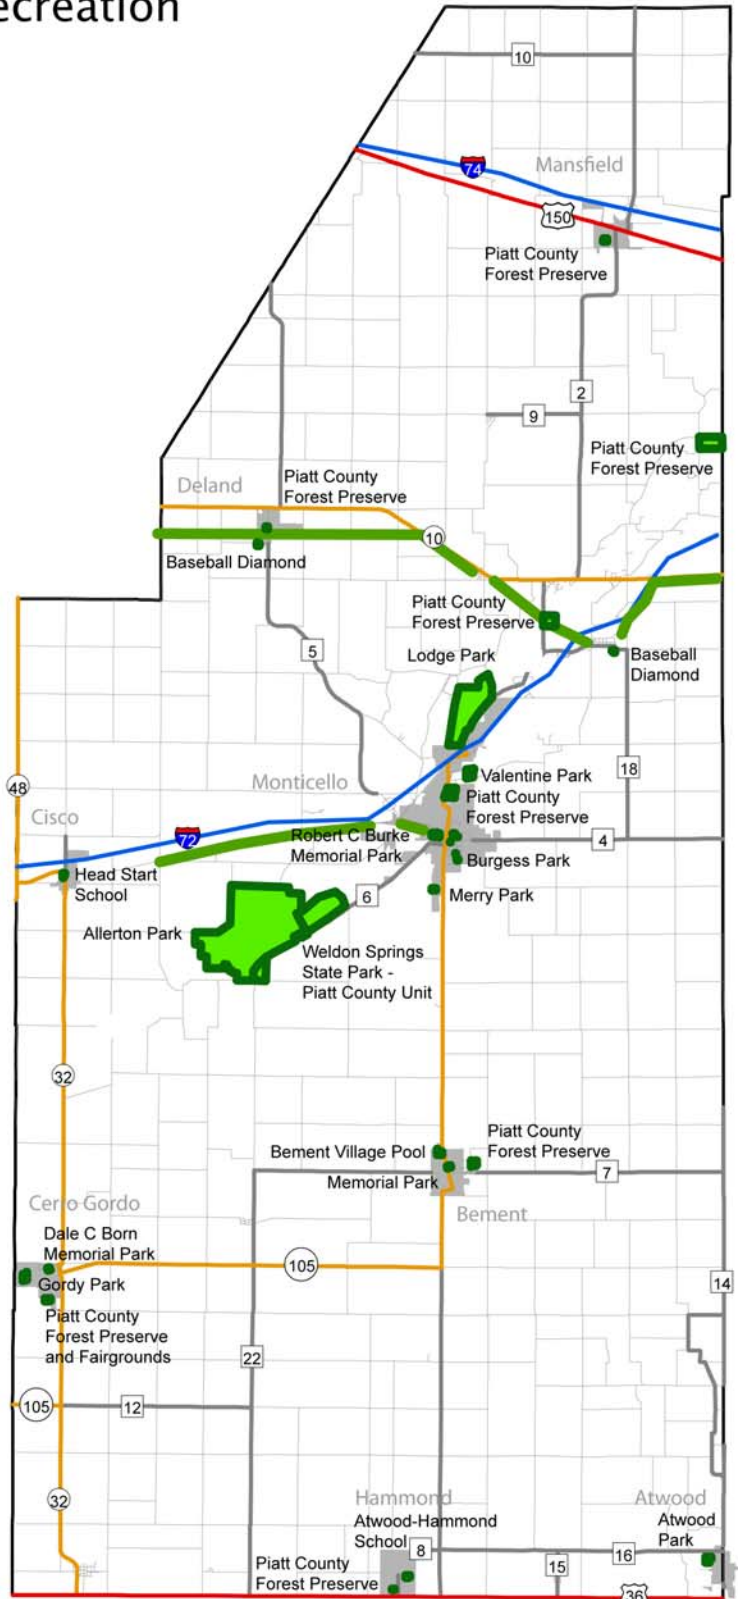 ecreation
10
74
Mansfield
150
Piatt County
Forest Preserve
2
9
Piatt County
Forest Preserve
Deland
Piatt County
Forest Preserve
10
Baseball Diamond
Piatt County
Forest Preserve
5
Lodge Park
Baseball
Diamond
18
48
Monticello
Valentine Park
Piatt County
Forest Preserve
Cisco
72
Robert C Burke
Memorial Park
4
Burgess Park
Head Start
School
6
Merry Park
Allerton Park
Weldon Springs
State Park -
Piatt County Unit
32
Bement Village Pool
Piatt County
Forest Preserve
Memorial Park
7
Cerro Gordo
Bement
Dale C Born
Memorial Park
105
Gordy Park
14
Piatt County
Forest Preserve
and Fairgrounds
22
105
12
32
Hammond
Atwood
Atwood-Hammond
School
Atwood
Park
8
16
15
Piatt County
Forest Preserve
36